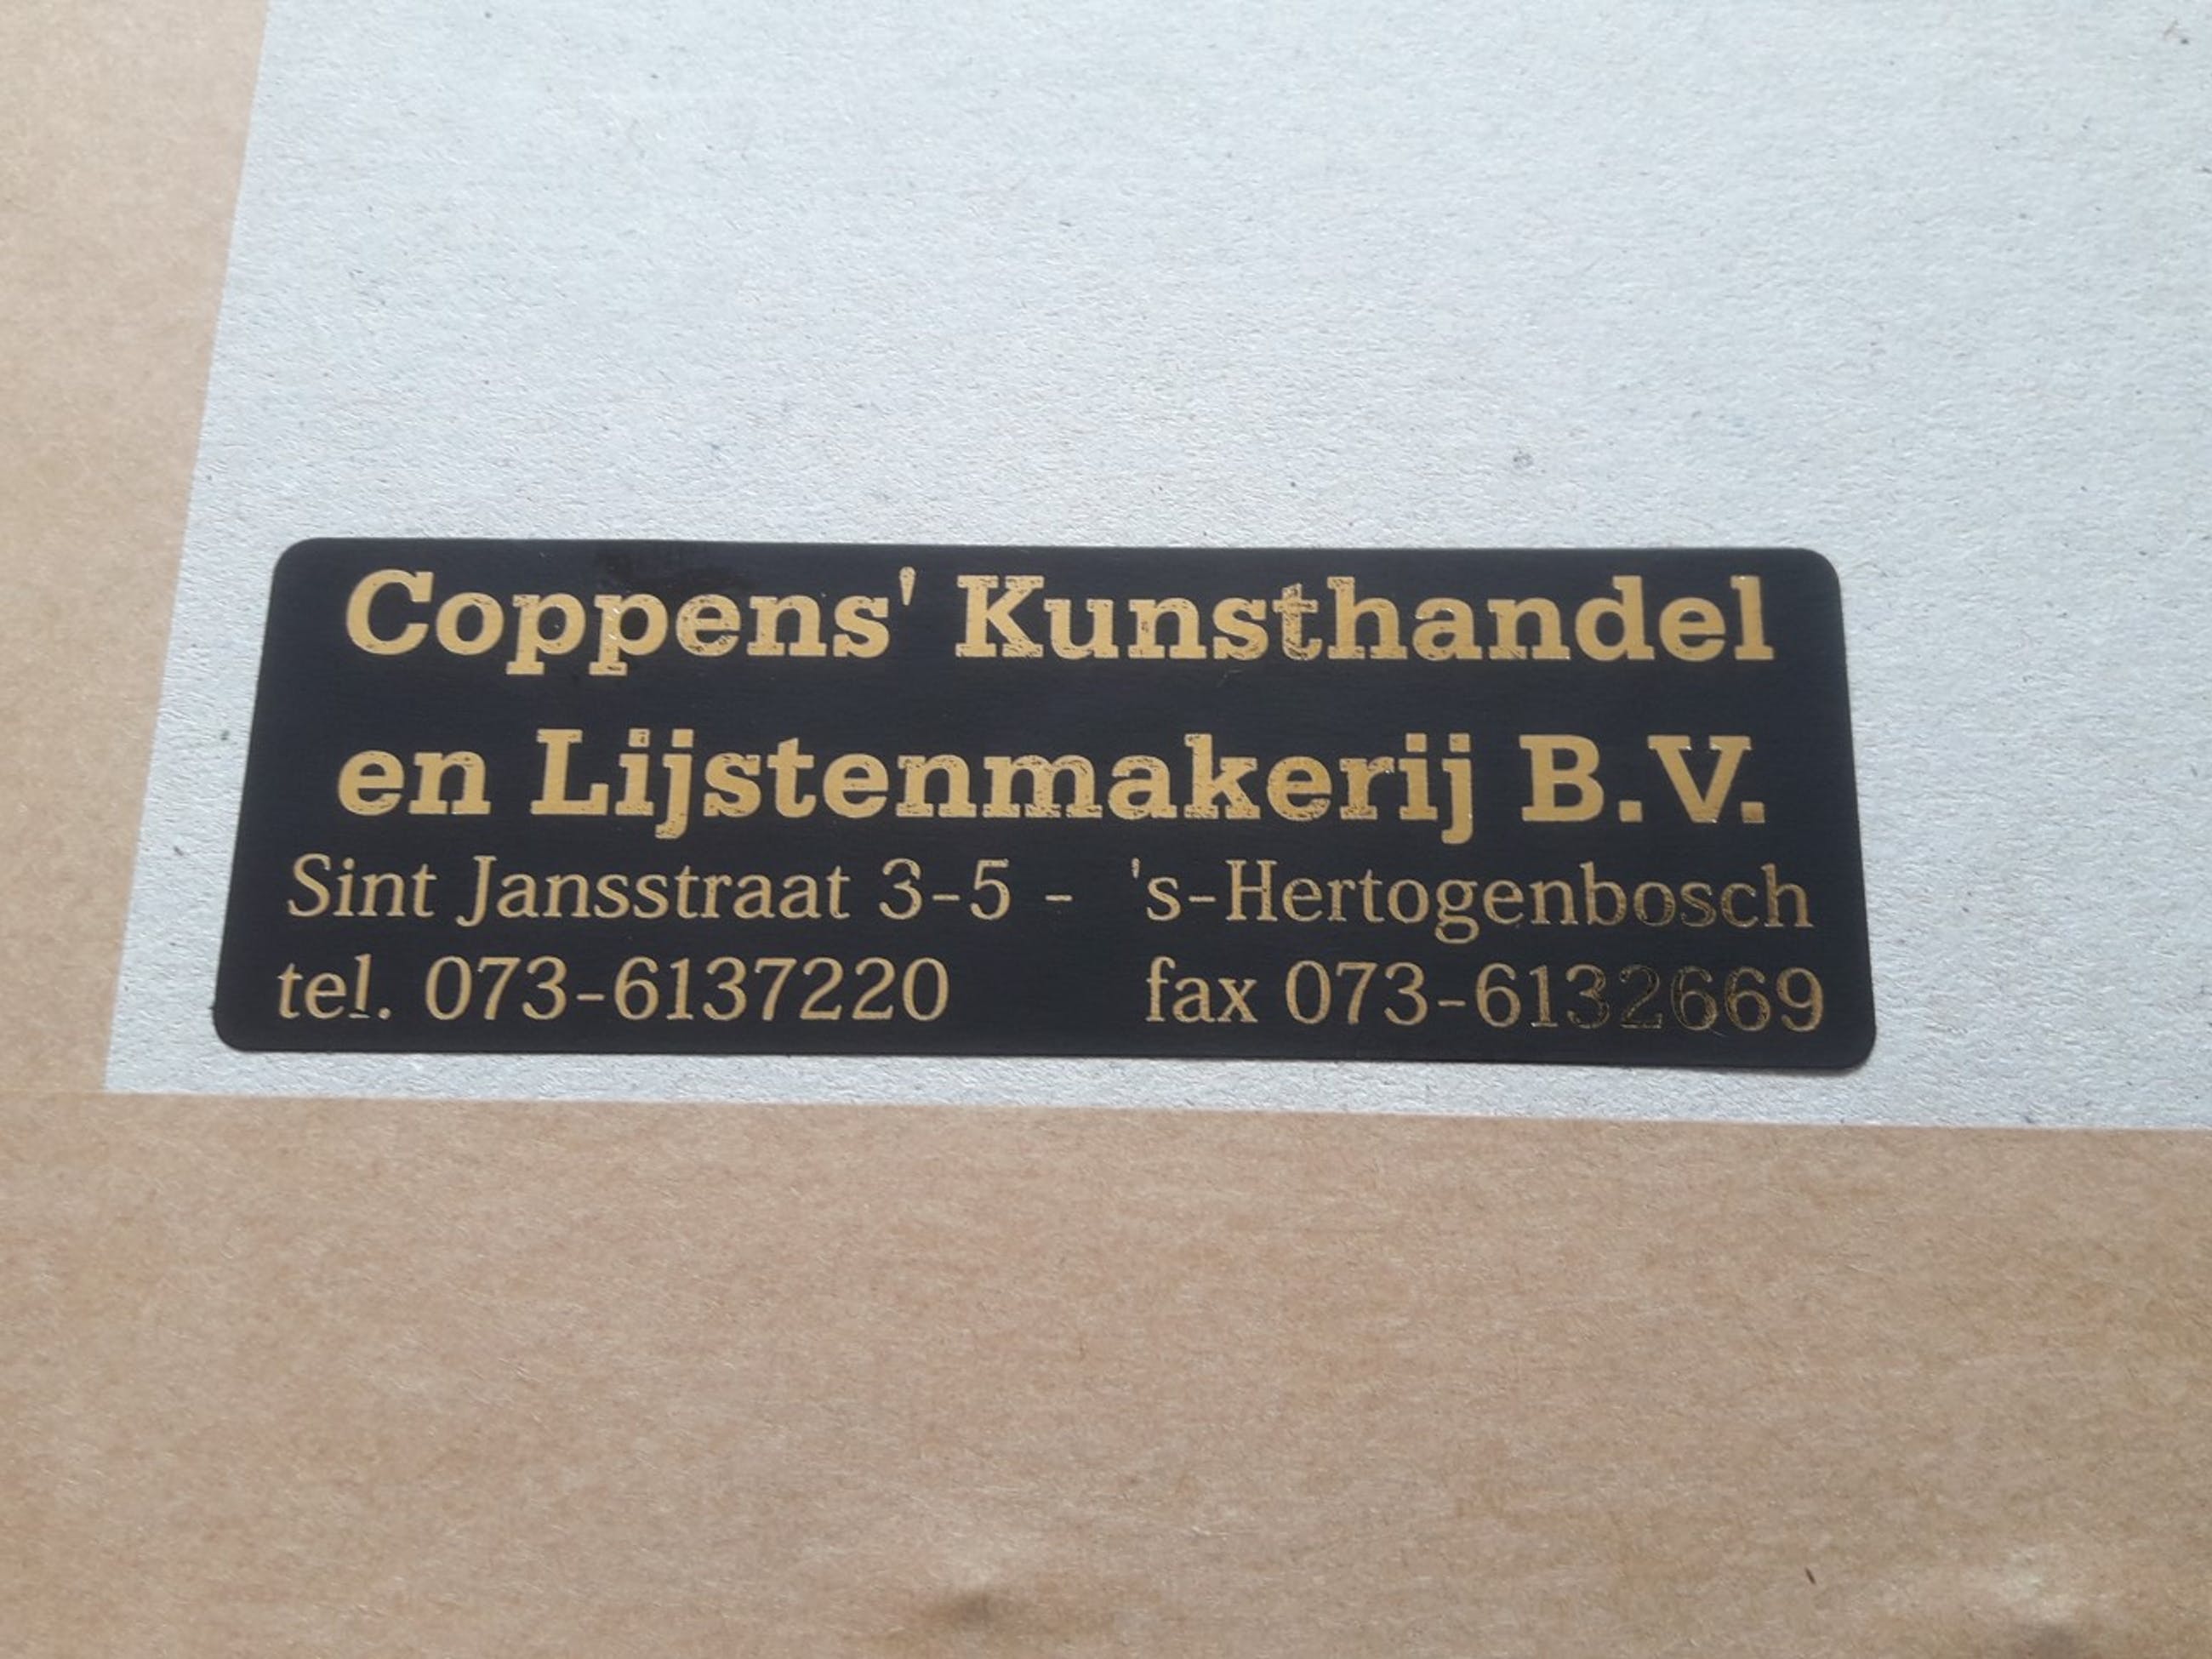 Coppens' Kunsthandel
en Lijstenmakerij B.V.
Sint Jansstraat 3-5 - 's-Hertogenbosch
tel. 073-6137220 fax 073-6132669